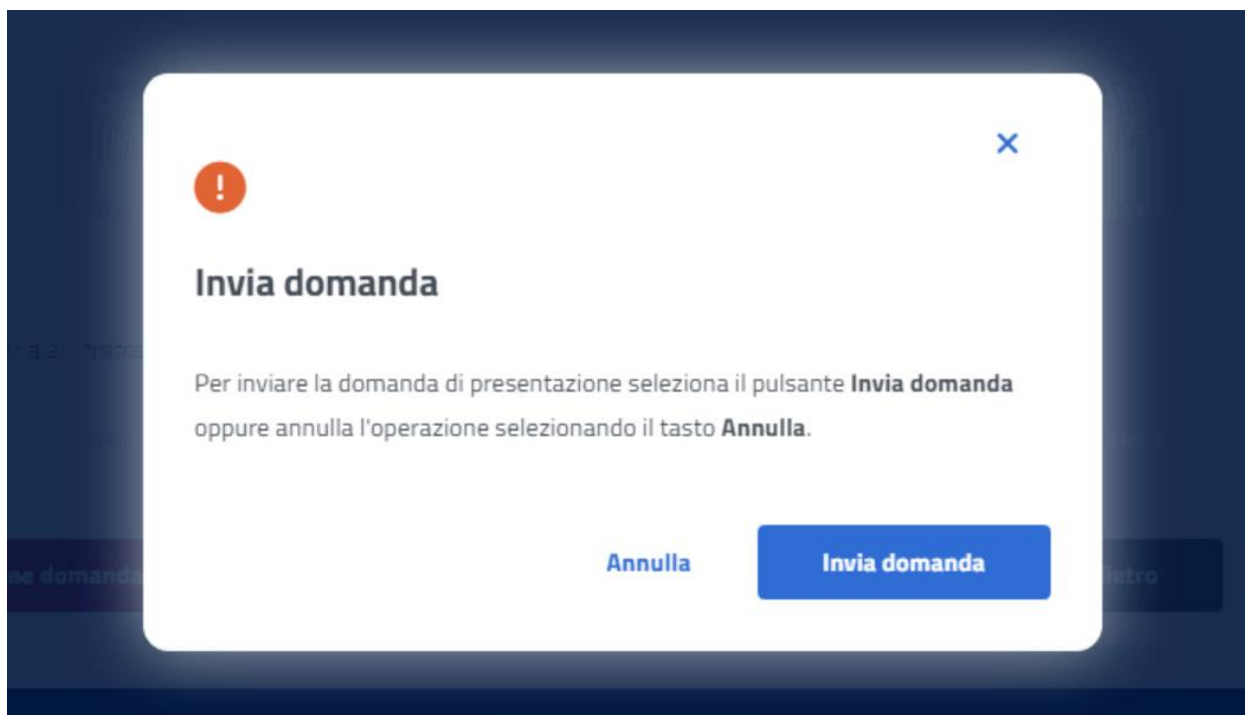 Invia domanda
Per inviare la domanda di presentazione seleziona il pulsante Invia domanda
oppure annulla l'operazione selezionando il tasto Annulla.
Annulla
Invia domanda
domanda